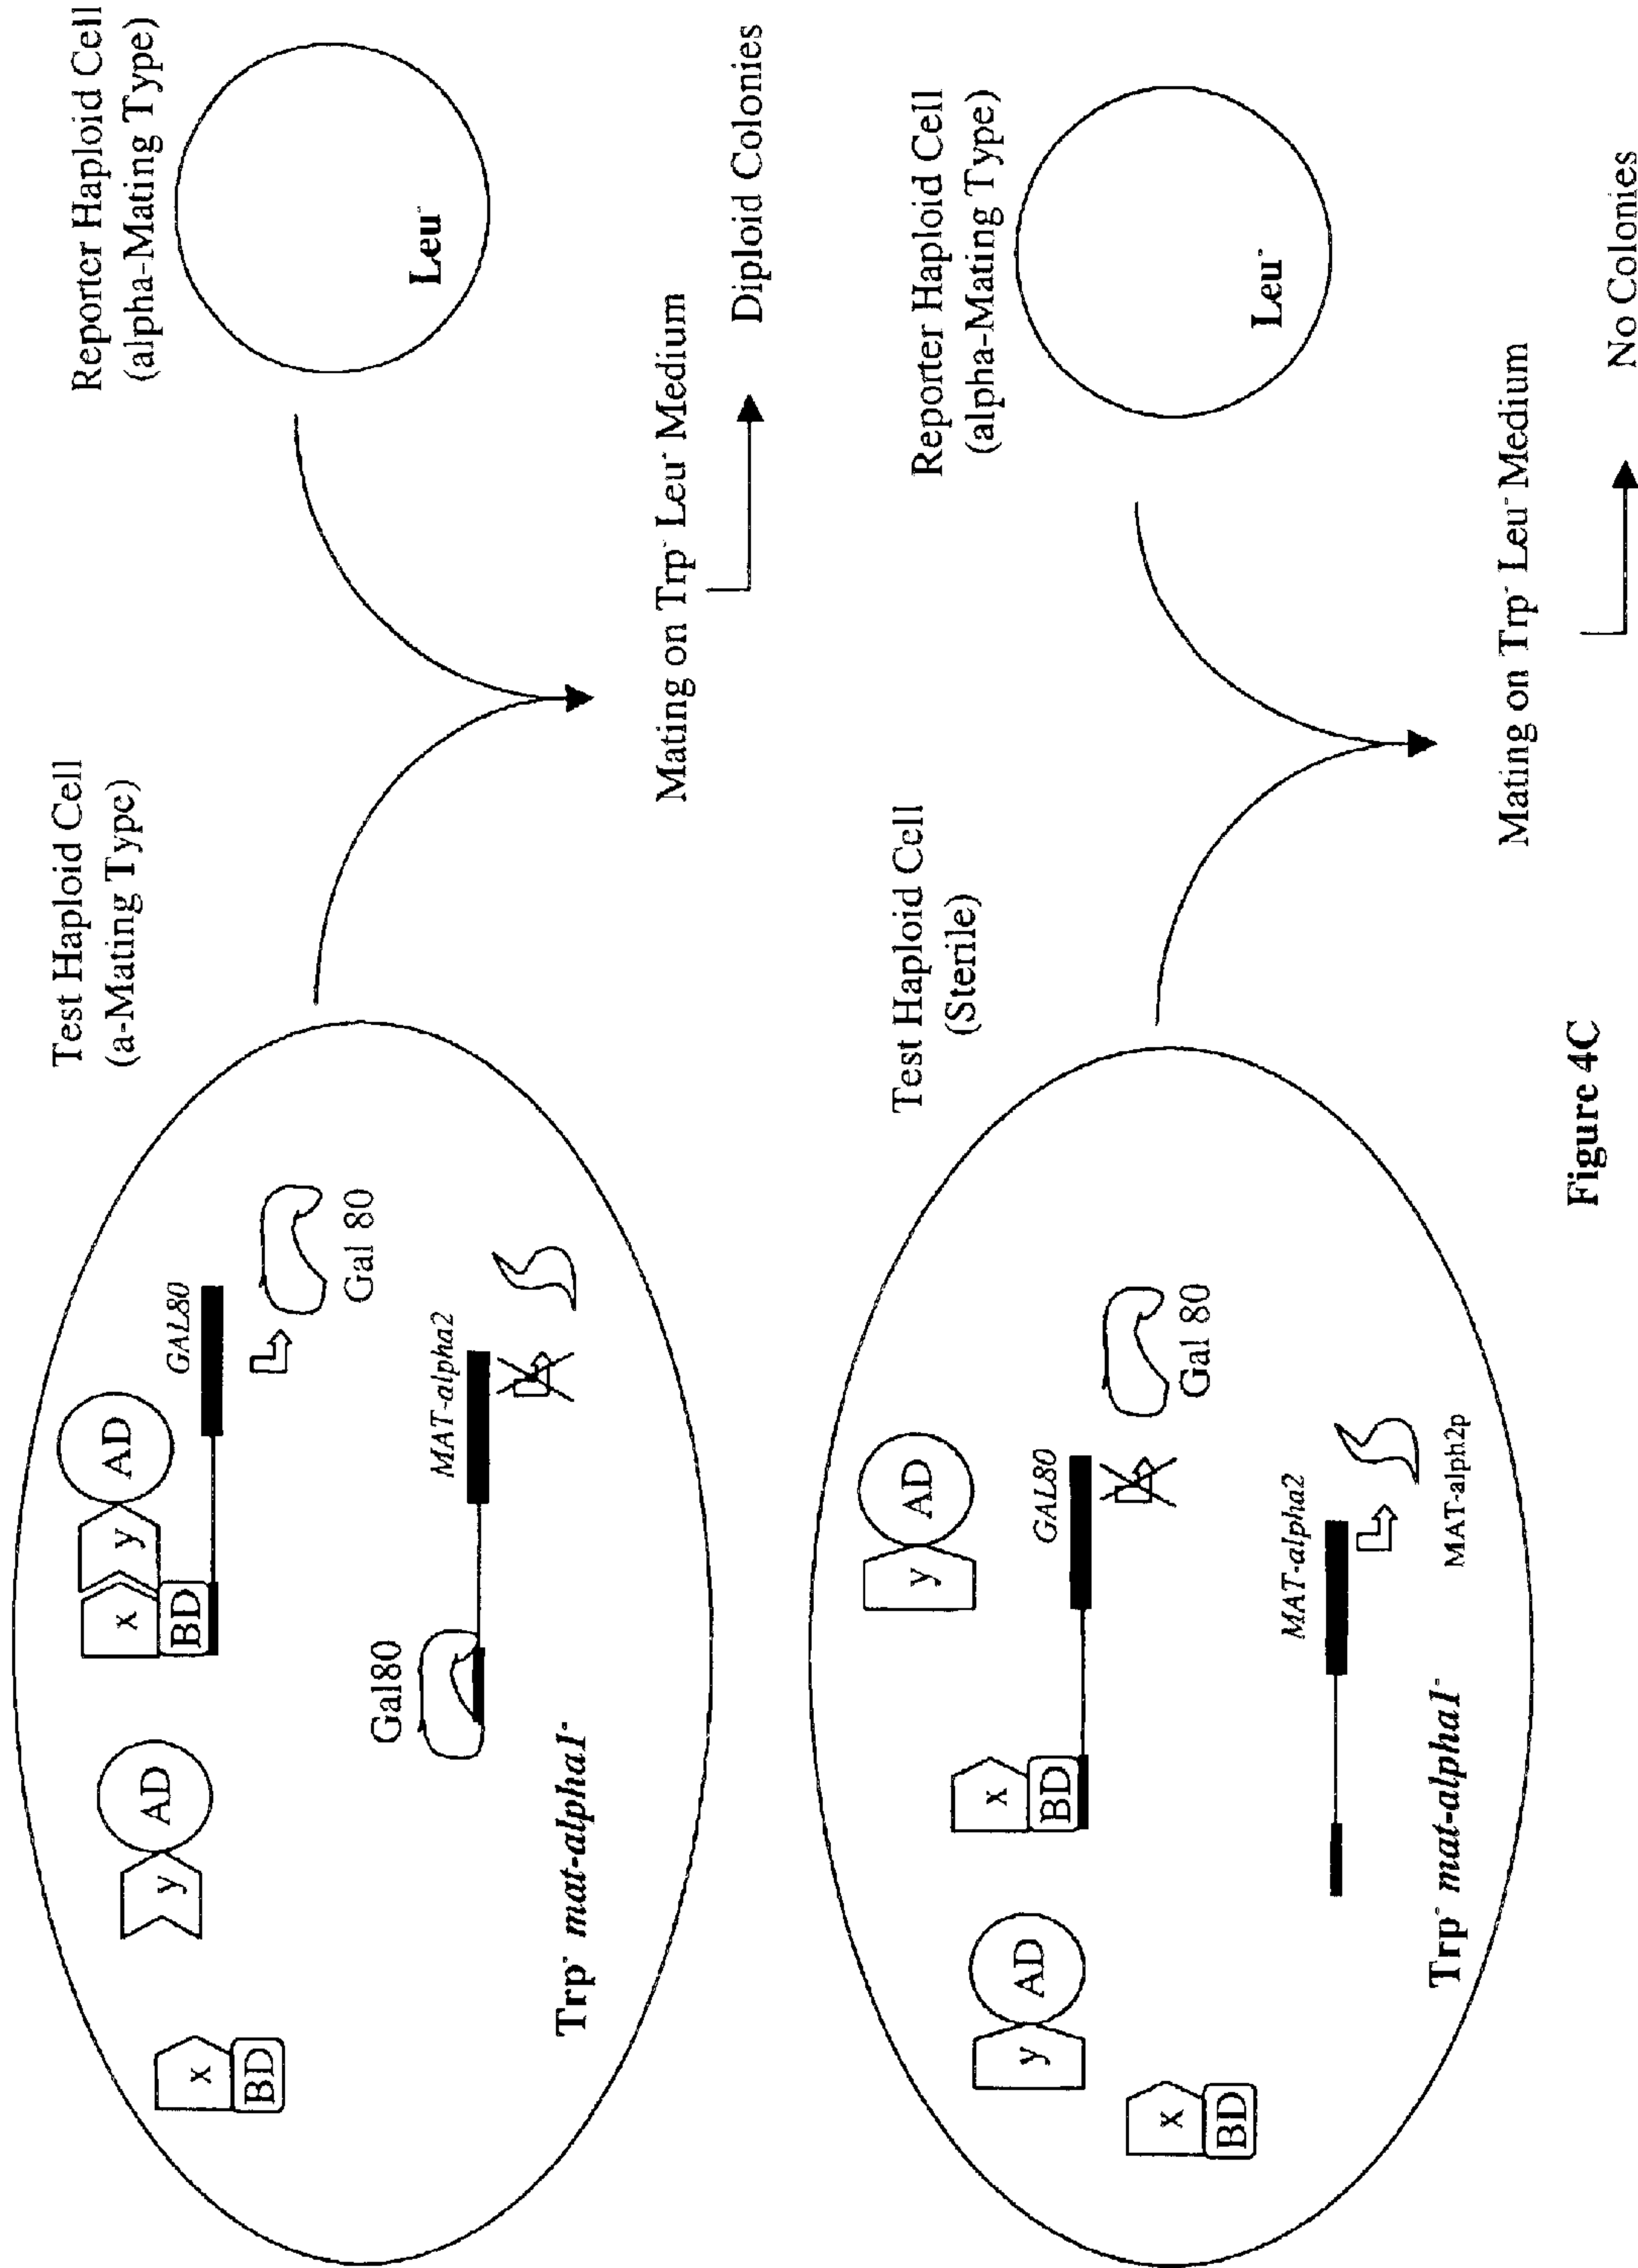 Test Haploid Cell
(a-Mating Type)
Reporter Haploid Cell
(alpha-Mating Type)
x
BD
y
AD
x
y
AD
BD
GAL80
Gal 80
Gal80
MAT-alpha2
Trp⁻ mat-alpha1⁻
Leu⁻
Mating on Trp⁻ Leu⁻ Medium
Diploid Colonies
Test Haploid Cell
(Sterile)
Reporter Haploid Cell
(alpha-Mating Type)
x
BD
y
AD
x
BD
y
AD
GAL80
Gal 80
MAT-alpha2
MAT-alph2p
Trp⁻ mat-alpha1⁻
Leu⁻
Mating on Trp⁻ Leu⁻ Medium
No Colonies
Figure 4C